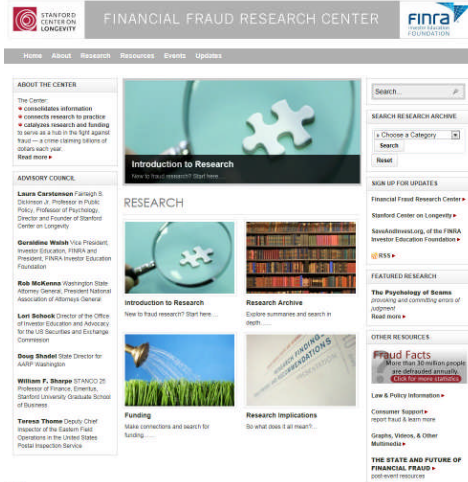 STANFORD
CENTER ON
LONGEVITY
FINANCIAL FRAUD RESEARCH CENTER
FINra
Investor Education
FOUNDATION
Home About Research Resources Events Updates
ABOUT THE CENTER
The Center:
consolidates information
connects research to practice
catalyzes research and funding
to serve as a hub in the fight against
fraud — a crime claiming billions of
dollars each year.
Read more
ADVISORY COUNCIL
Laura Carstensen Fairleigh S.
Dickinson Jr. Professor in Public
Policy, Professor of Psychology,
Director and Founder of Stanford
Center on Longevity
Geraldine Walsh Vice President,
Investor Education, FINRA and
President, FINRA Investor Education
Foundation
Rob McKenna Washington State
Attorney General, President National
Association of Attorneys General
Lori Schock Director of the Office
of Investor Education and Advocacy
for the US Securities and Exchange
Commission
Doug Shadel State Director for
AARP Washington
William F. Sharpe STANCO 25
Professor of Finance, Emeritus,
Stanford University Graduate School
of Business
Teresa Thome Deputy Chief
Inspector of the Eastern Field
Operations in the United States
Postal Inspection Service
Introduction to Research
New to fraud research? Start here....
RESEARCH
Introduction to Research
New to fraud research? Start here....
Research Archive
Explore summaries and search in
depth.......
Funding
Make connections and search for
funding.......
RESEARCH FINDING
PRESENTATION
RECOMMENDATIONS
Research Implications
So what does it all mean?...
Search...
SEARCH RESEARCH ARCHIVE
Choose a Category
Search
Reset
SIGN UP FOR UPDATES
Financial Fraud Research Center
Stanford Center on Longevity
SaveAndInvest.org, of the FINRA
Investor Education Foundation
RSS
FEATURED RESEARCH
The Psychology of Scams
provoking and committing errors of
judgment
Read more
OTHER RESOURCES
Fraud Facts
More than 30 million people
are defrauded annually.
Click for more statistics
Law & Policy Information
Consumer Support
report fraud & learn more
Graphs, Videos, & Other
Multimedia
THE STATE AND FUTURE OF
FINANCIAL FRAUD
post-event resources